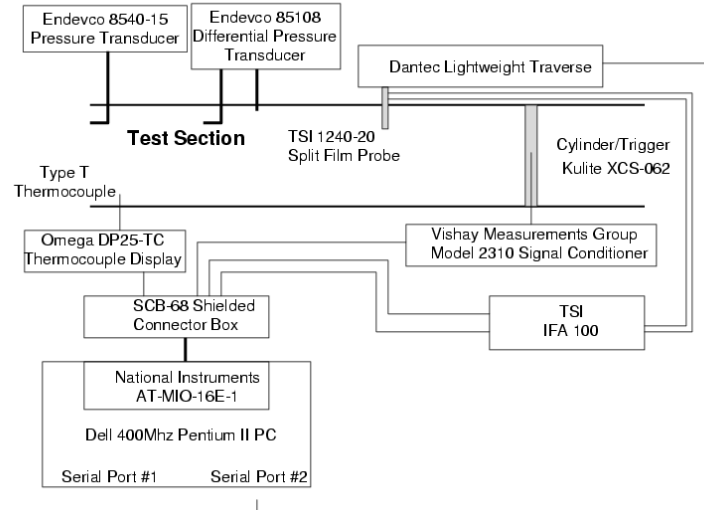 Endevco 8540-15
Pressure Transducer
Endevco 85108
Differential Pressure
Transducer
Dantec Lightweight Traverse
Test Section
TSI 1240-20
Split Film Probe
Cylinder/Trigger
Kulite XCS-062
Type T
Thermocouple
Omega DP25-TC
Thermocouple Display
Vishay Measurements Group
Model 2310 Signal Conditioner
SCB-68 Shielded
Connector Box
TSI
IFA 100
National Instruments
AT-MIO-16E-1
Dell 400Mhz Pentium II PC
Serial Port #1
Serial Port #2